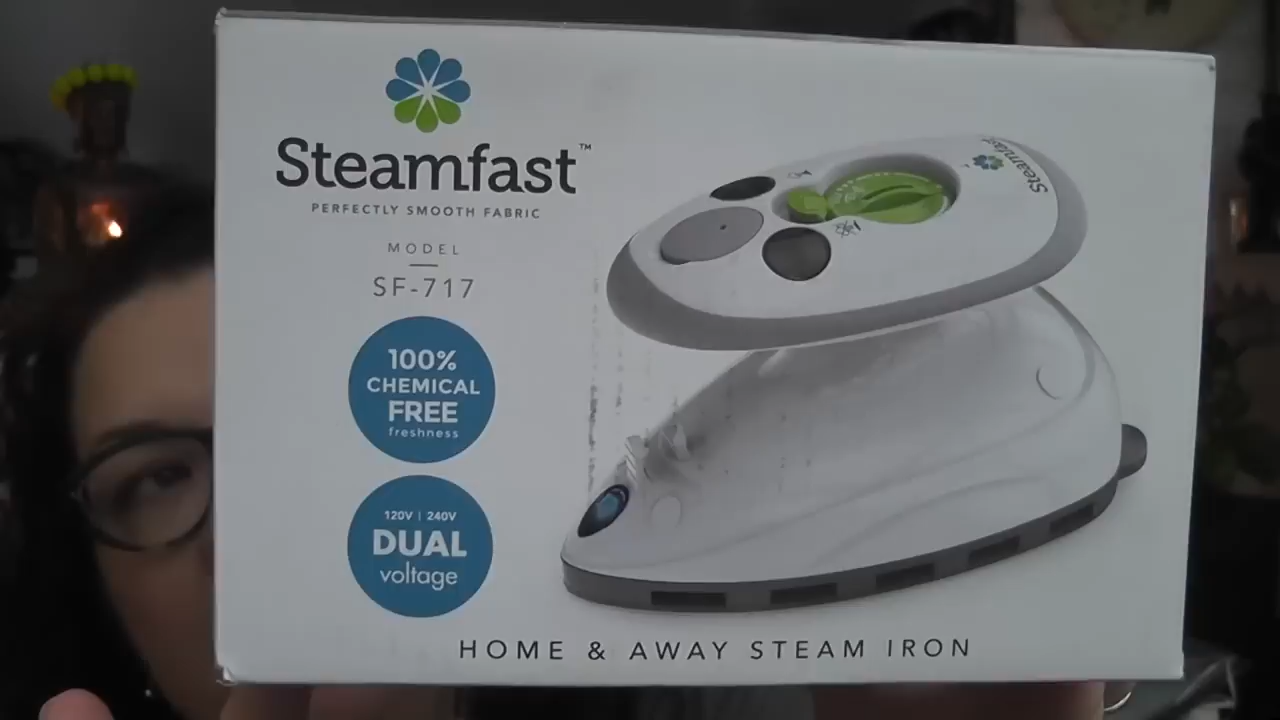 Steamfast™
PERFECTLY SMOOTH FABRIC
MODEL
SF-717
100%
CHEMICAL
FREE
freshness
120V | 240V
DUAL
voltage
Steamfast
HOME & AWAY STEAM IRON